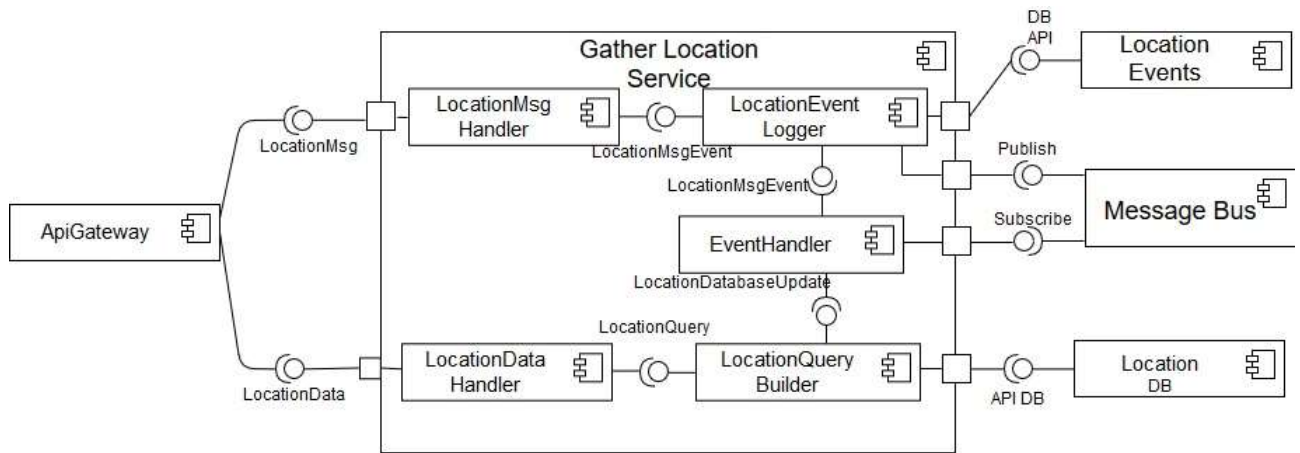 DB
API
Gather Location
Service
Location
Events
LocationMsg
Handler
LocationEvent
Logger
LocationMsg
LocationMsgEvent
Publish
LocationMsgEvent
ApiGateway
Message Bus
Subscribe
EventHandler
LocationDatabaseUpdate
LocationQuery
LocationData
Handler
LocationQuery
Builder
Location
DB
LocationData
API DB